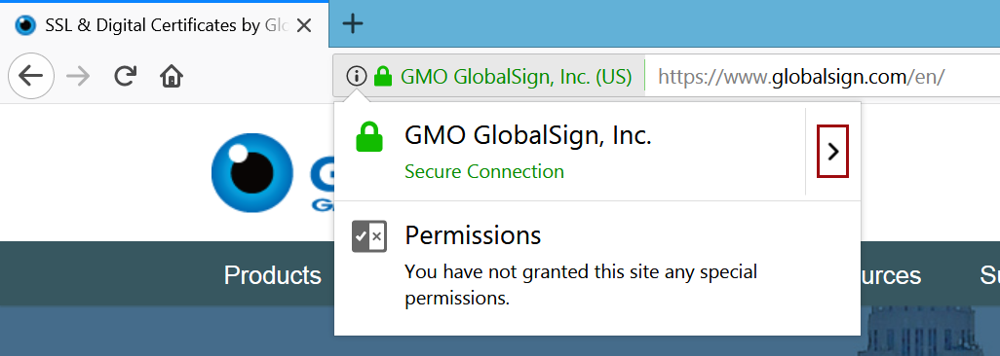 SSL & Digital Certificates by Glo
GMO GlobalSign, Inc. (US)
https://www.globalsign.com/en/
GMO GlobalSign, Inc.
Secure Connection
Permissions
You have not granted this site any special
permissions.
Products
urces
Su